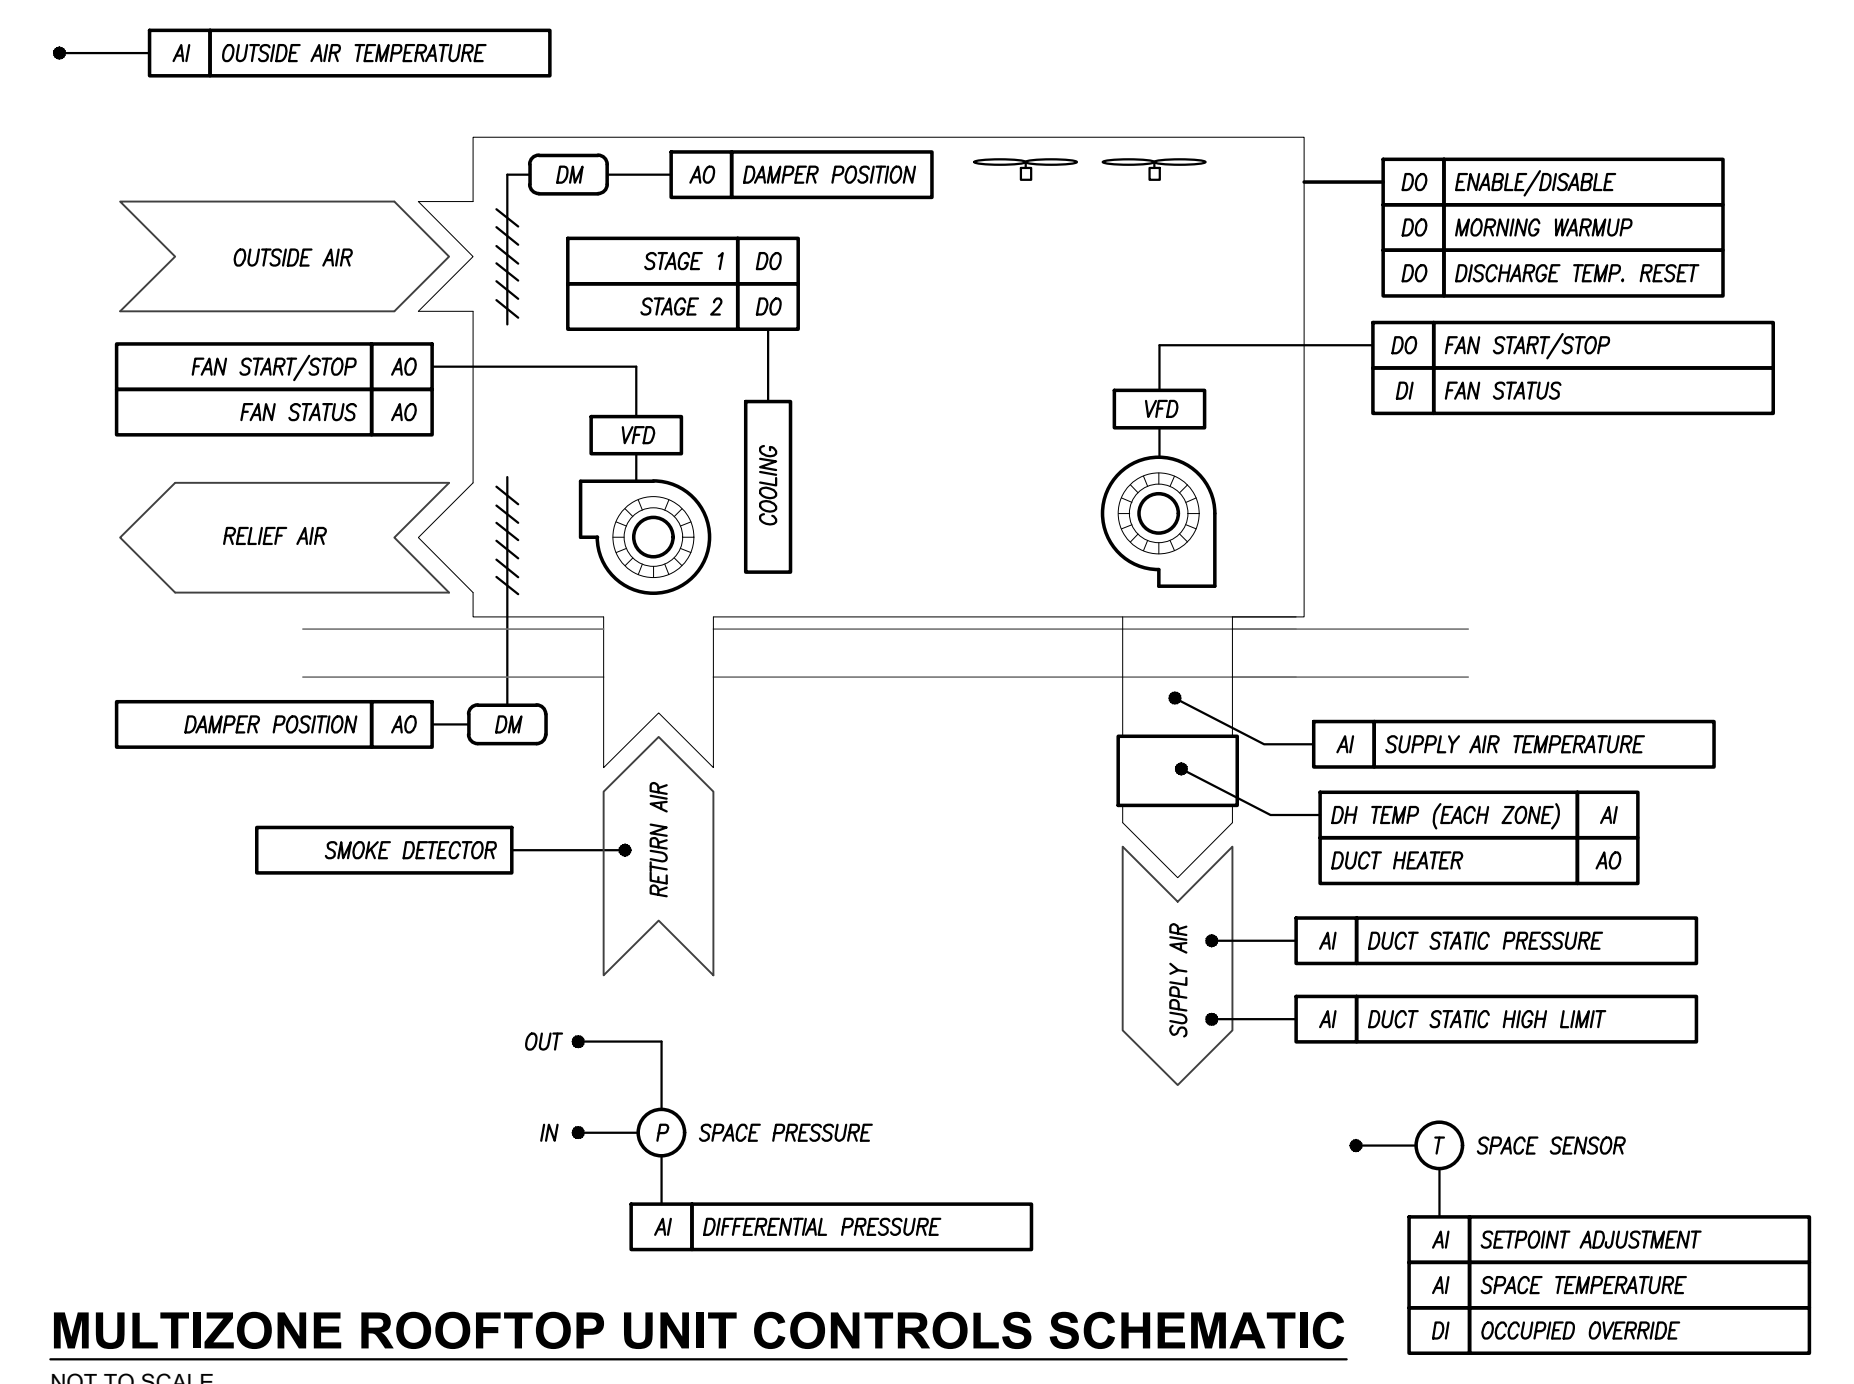 AI OUTSIDE AIR TEMPERATURE
DM AO DAMPER POSITION
DO ENABLE/DISABLE
DO MORNING WARMUP
DO DISCHARGE TEMP. RESET
OUTSIDE AIR
STAGE 1 DO
STAGE 2 DO
FAN START/STOP AO
FAN STATUS AO
DO FAN START/STOP
DI FAN STATUS
VFD
VFD
COOLING
RELIEF AIR
DAMPER POSITION AO DM
AI SUPPLY AIR TEMPERATURE
DH TEMP (EACH ZONE) AI
DUCT HEATER AO
SMOKE DETECTOR
RETURN AIR
SUPPLY AIR
AI DUCT STATIC PRESSURE
AI DUCT STATIC HIGH LIMIT
OUT
IN P SPACE PRESSURE
AI DIFFERENTIAL PRESSURE
T SPACE SENSOR
AI SETPOINT ADJUSTMENT
AI SPACE TEMPERATURE
DI OCCUPIED OVERRIDE
MULTIZONE ROOFTOP UNIT CONTROLS SCHEMATIC
NOT TO SCALE